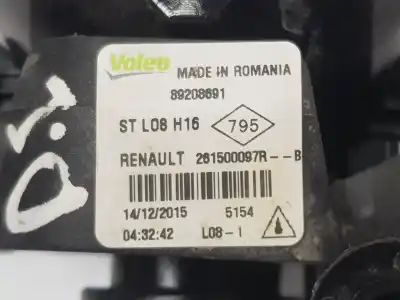 Valeo
MADE IN ROMANIA
89208691
ST L08 H16
795
RENAULT 261500097R--B
14/12/2015 5154
04:32:42 L08-I